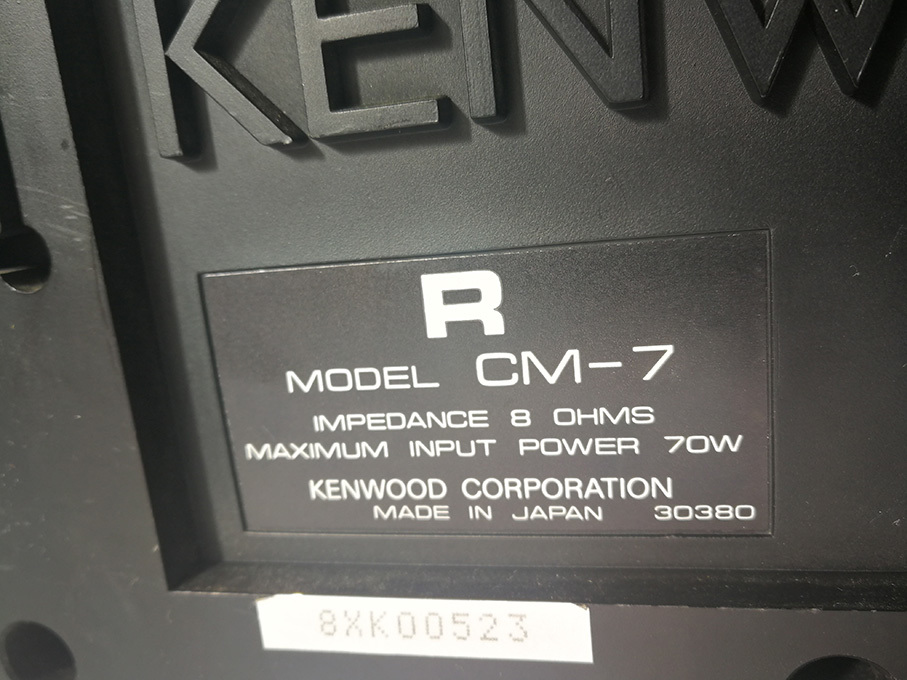 KENW
R
MODEL CM-7
IMPEDANCE 8 OHMS
MAXIMUM INPUT POWER 70W
KENWOOD CORPORATION
MADE IN JAPAN 30380
8XK00523